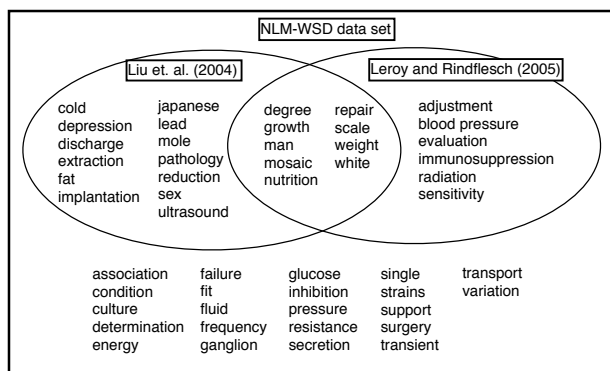 NLM-WSD data set
Liu et. al. (2004)
Leroy and Rindflesch (2005)
cold
depression
discharge
extraction
fat
implantation
japanese
lead
mole
pathology
reduction
sex
ultrasound
degree
growth
man
mosaic
nutrition
repair
scale
weight
white
adjustment
blood pressure
evaluation
immunosuppression
radiation
sensitivity
association
condition
culture
determination
energy
failure
fit
fluid
frequency
ganglion
glucose
inhibition
pressure
resistance
secretion
single
strains
support
surgery
transient
transport
variation